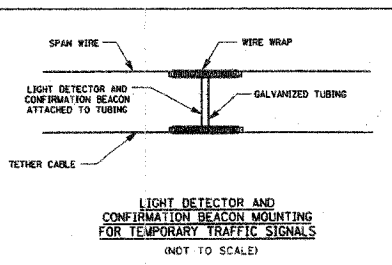 SPAN WIRE
WIRE WRAP
LIGHT DETECTOR AND
CONFIRMATION BEACON
ATTACHED TO TUBING
GALVANIZED TUBING
TETHER CABLE
LIGHT DETECTOR AND
CONFIRMATION BEACON MOUNTING
FOR TEMPORARY TRAFFIC SIGNALS
(NOT TO SCALE)